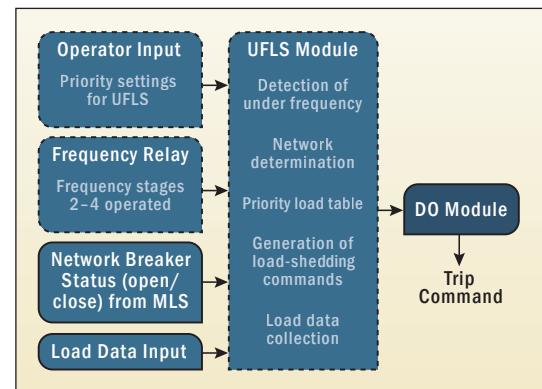 Operator Input
Priority settings
for UFLS
Frequency Relay
Frequency stages
2–4 operated
Network Breaker
Status (open/
close) from MLS
Load Data Input
UFLS Module
Detection of
under frequency
Network
determination
Priority load table
Generation of
load-shedding
commands
Load data
collection
DO Module
Trip
Command